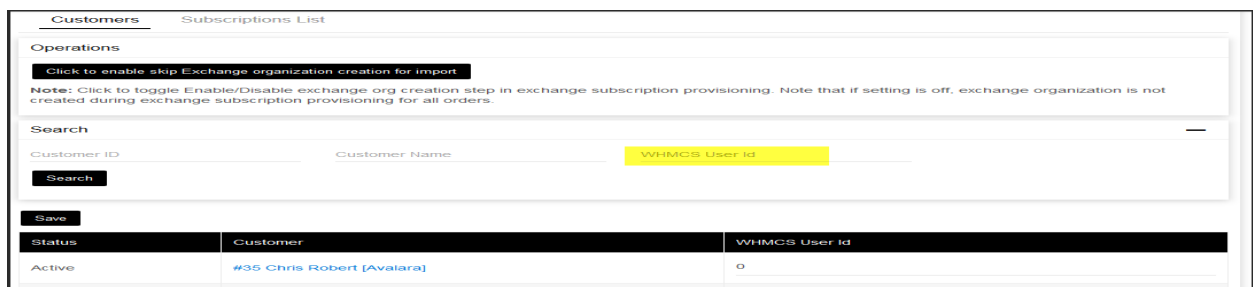 Customers Subscriptions List
Operations
Click to enable skip Exchange organization creation for import
Note: Click to toggle Enable/Disable exchange org creation step in exchange subscription provisioning. Note that if setting is off, exchange organization is not
created during exchange subscription provisioning for all orders.
Search
Customer ID Customer Name WHMCS User Id
Search
Save
Status Customer WHMCS User Id
Active #35 Chris Robert [Avalara] 0